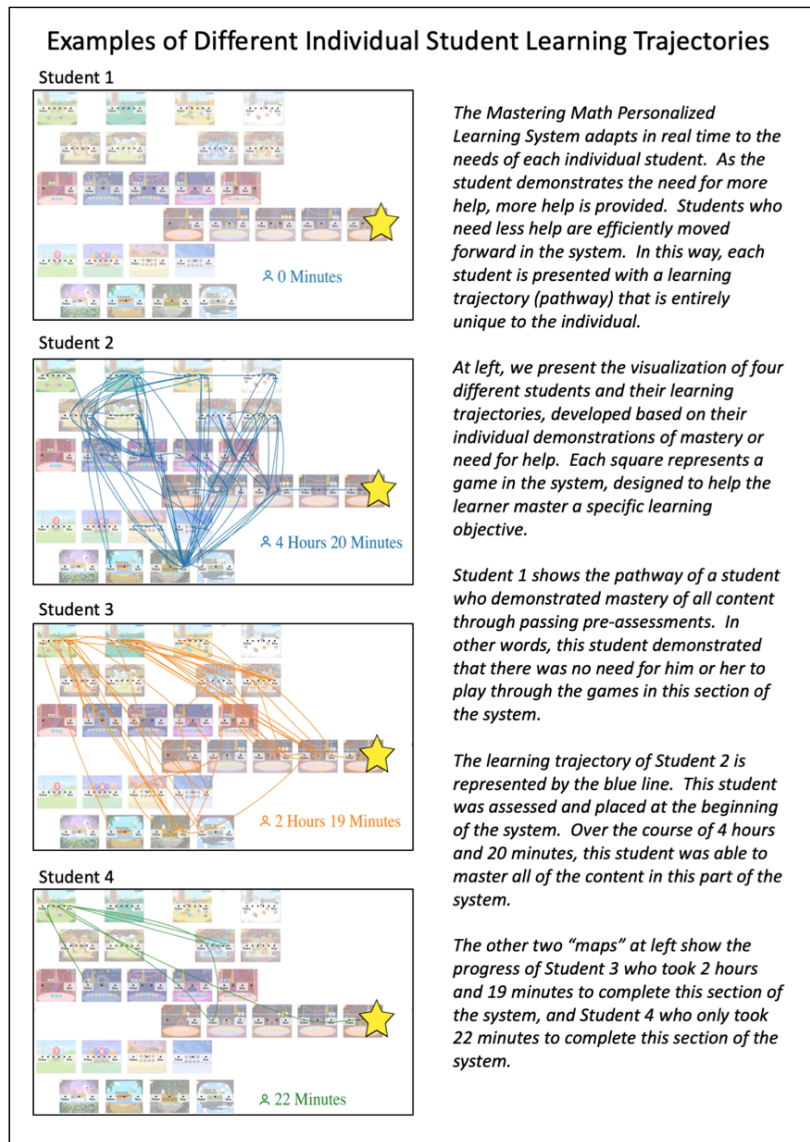 Examples of Different Individual Student Learning Trajectories
Student 1
0 Minutes
Student 2
4 Hours 20 Minutes
Student 3
2 Hours 19 Minutes
Student 4
22 Minutes
The Mastering Math Personalized
Learning System adapts in real time to the
needs of each individual student.  As the
student demonstrates the need for more
help, more help is provided.  Students who
need less help are efficiently moved
forward in the system.  In this way, each
student is presented with a learning
trajectory (pathway) that is entirely
unique to the individual.
At left, we present the visualization of four
different students and their learning
trajectories, developed based on their
individual demonstrations of mastery or
need for help.  Each square represents a
game in the system, designed to help the
learner master a specific learning
objective.
Student 1 shows the pathway of a student
who demonstrated mastery of all content
through passing pre-assessments.  In
other words, this student demonstrated
that there was no need for him or her to
play through the games in this section of
the system.
The learning trajectory of Student 2 is
represented by the blue line.  This student
was assessed and placed at the beginning
of the system.  Over the course of 4 hours
and 20 minutes, this student was able to
master all of the content in this part of the
system.
The other two “maps” at left show the
progress of Student 3 who took 2 hours
and 19 minutes to complete this section of
the system, and Student 4 who only took
22 minutes to complete this section of the
system.